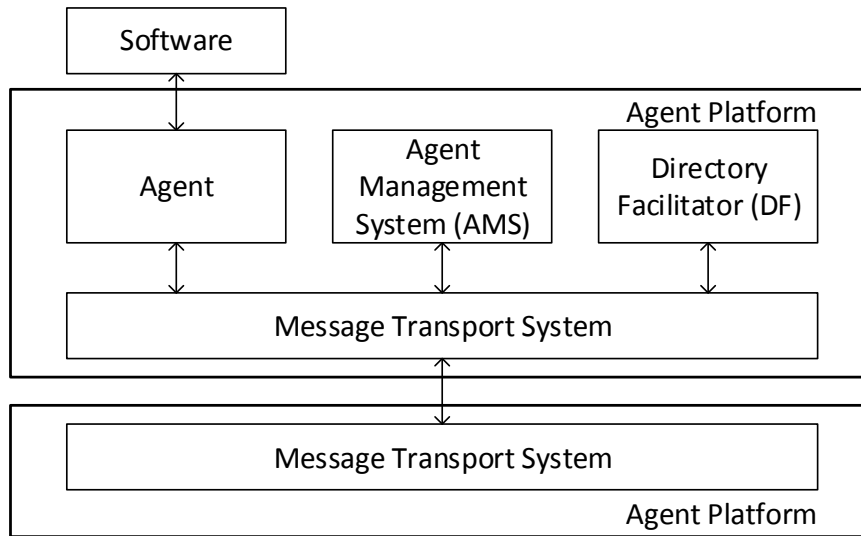 Software
Agent Platform
Agent
Agent
Management
System (AMS)
Directory
Facilitator (DF)
Message Transport System
Message Transport System
Agent Platform